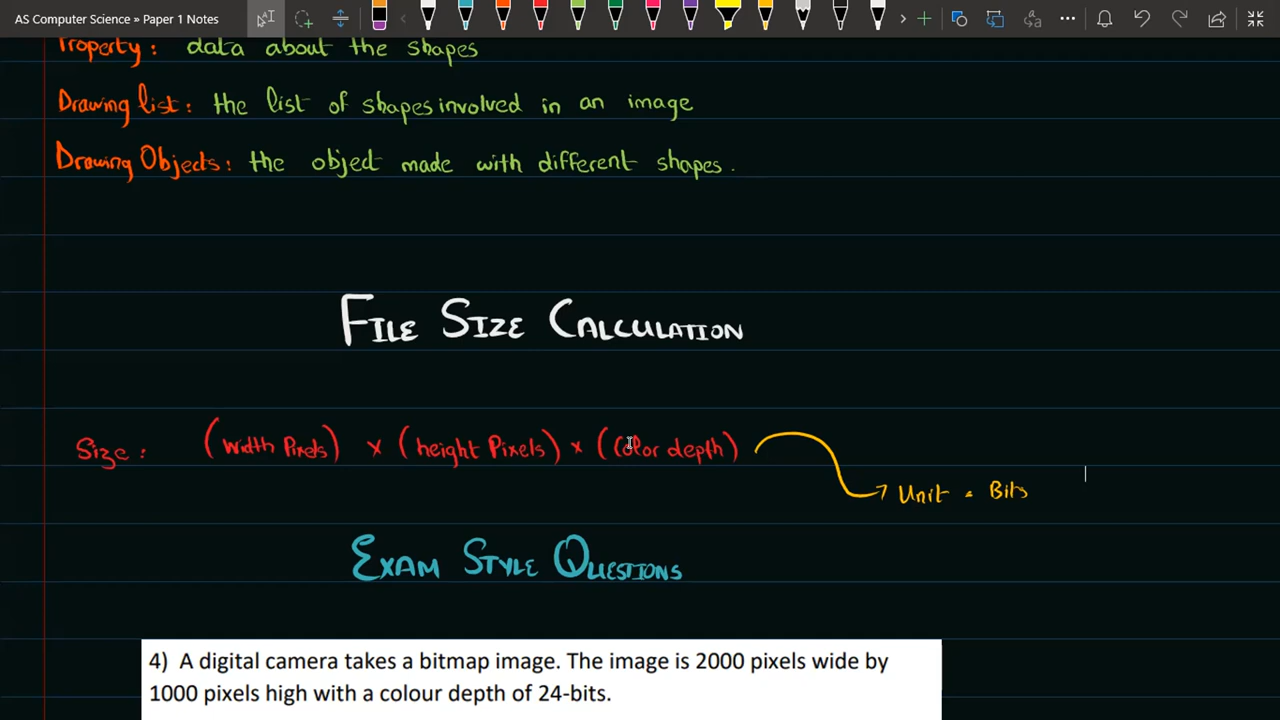 AS Computer Science » Paper 1 Notes
Property: data about the shapes
Drawing list: the list of shapes involved in an image
Drawing Objects: the object made with different shapes.
FILE SIZE CALCULATION
Size: (width Pixels) × (height Pixels) × (Color depth)
Unit = Bits
EXAM STYLE QUESTIONS
4) A digital camera takes a bitmap image. The image is 2000 pixels wide by
1000 pixels high with a colour depth of 24-bits.